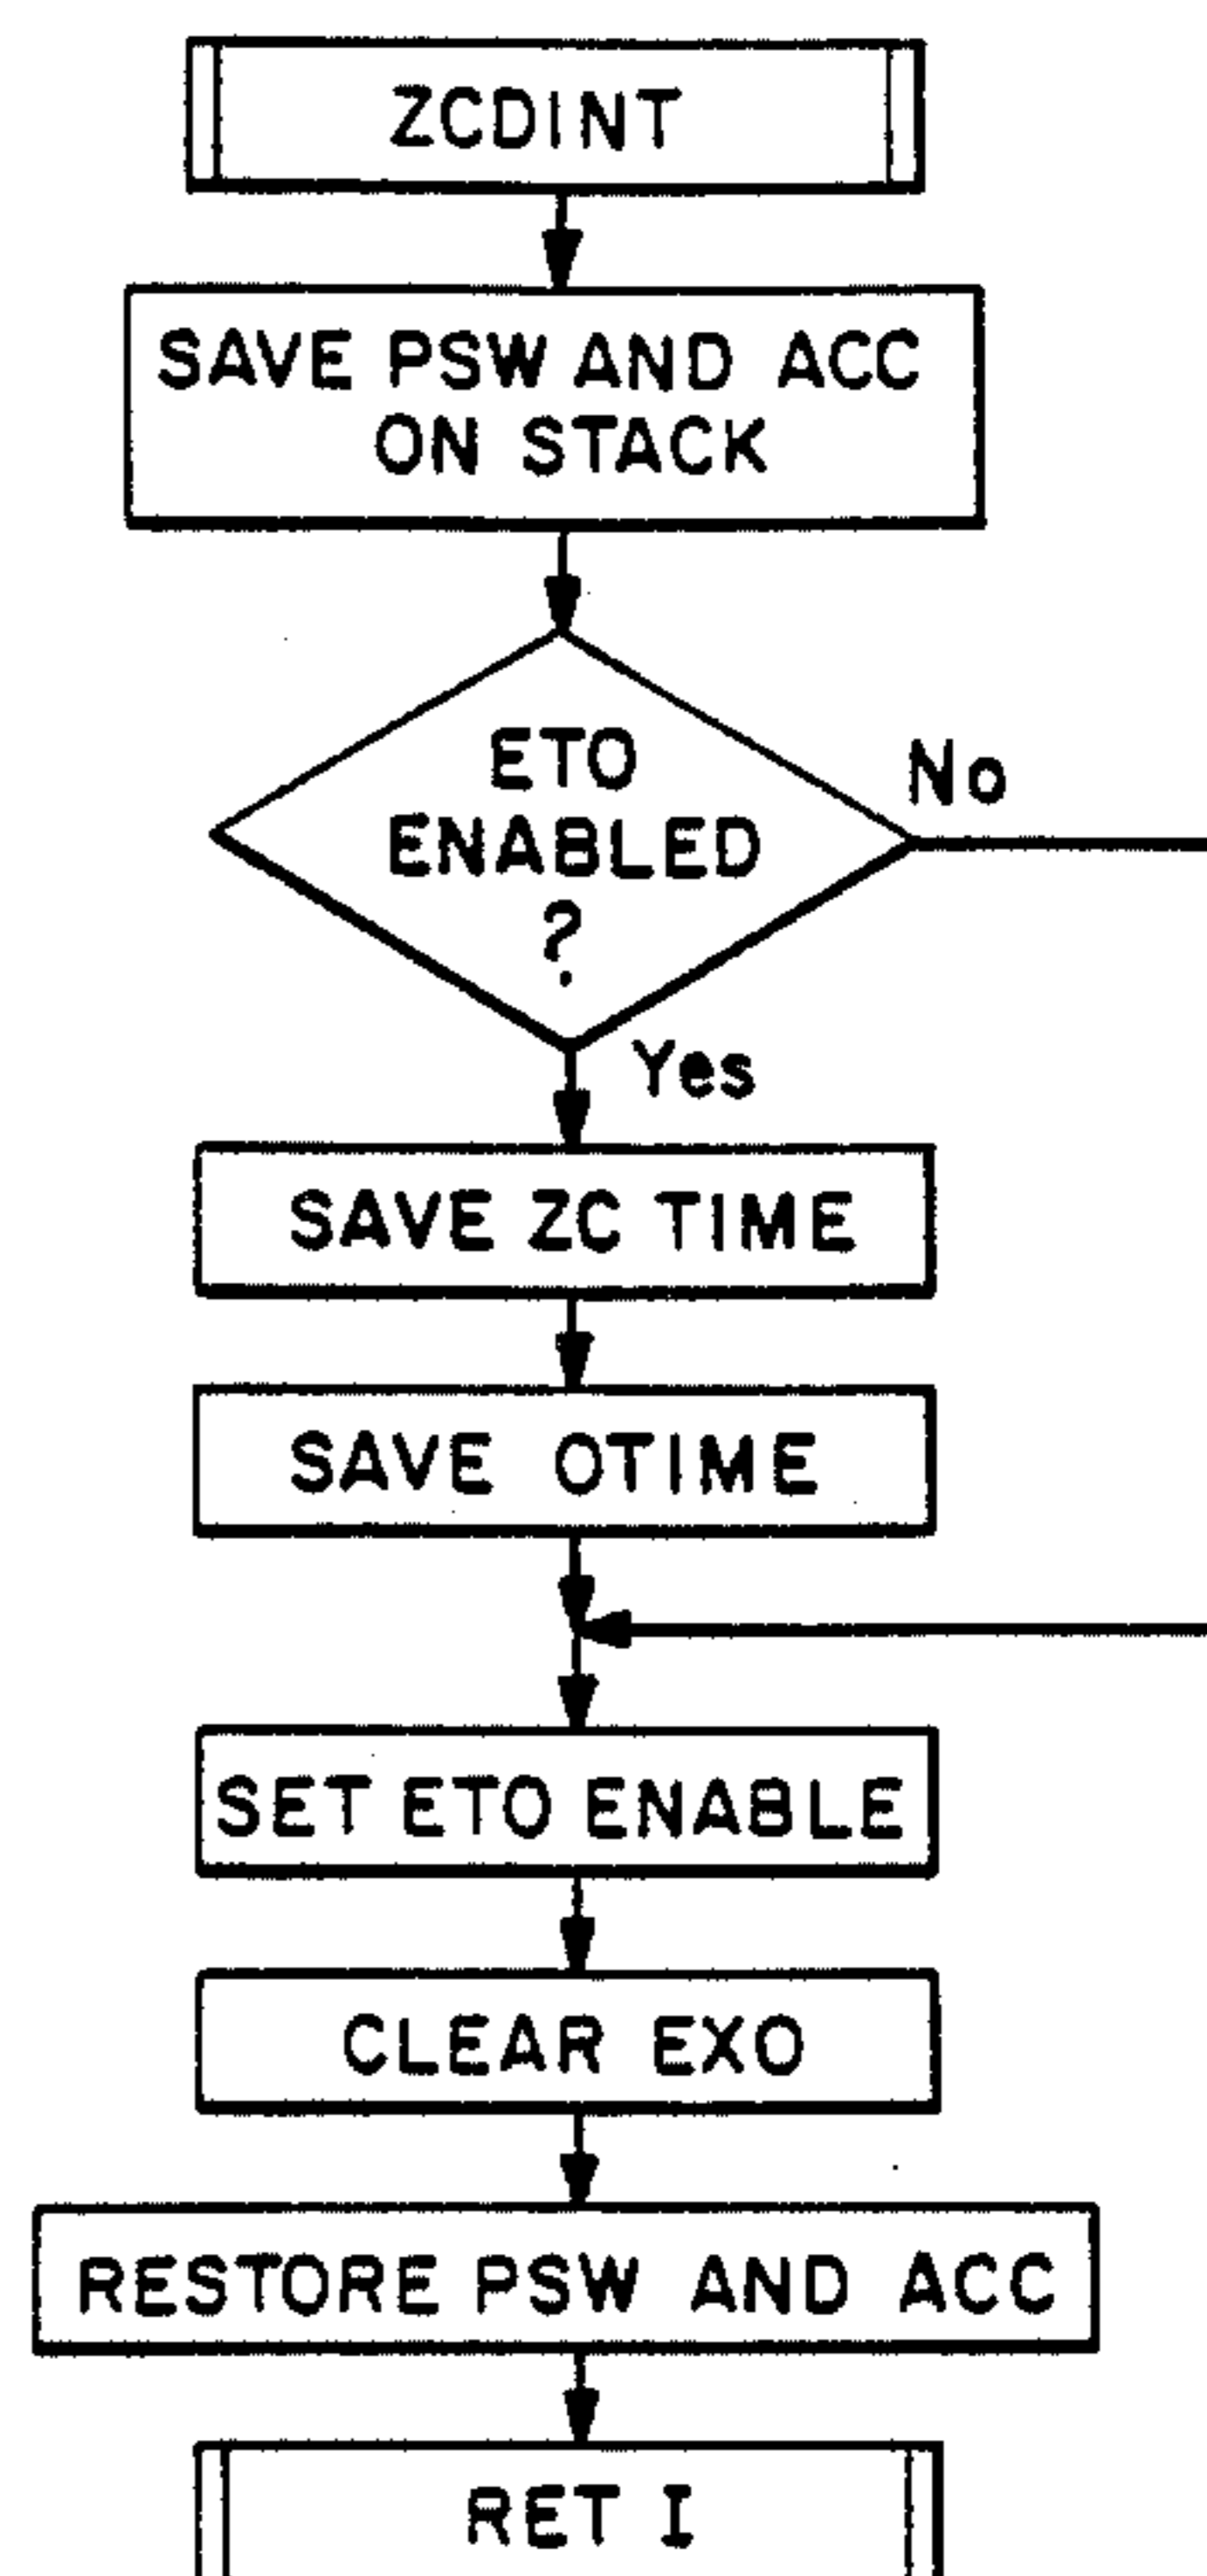 ZCDINT
SAVE PSW AND ACC
ON STACK
ETO
ENABLED
?
No
Yes
SAVE ZC TIME
SAVE OTIME
SET ETO ENABLE
CLEAR EXO
RESTORE PSW AND ACC
RET I